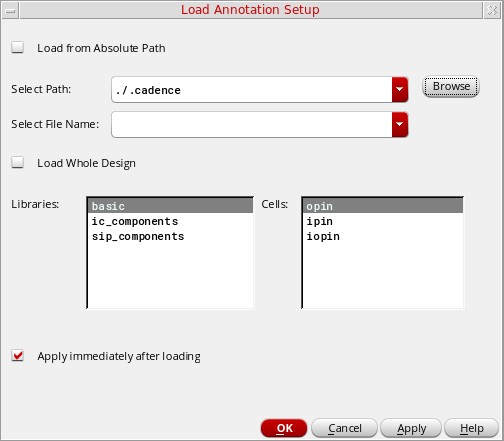 Load Annotation Setup
Load from Absolute Path
Select Path: ./.cadence Browse
Select File Name:
Load Whole Design
Libraries: basic Cells: opin
ic_components ipin
sip_components iopin
Apply immediately after loading
OK Cancel Apply Help